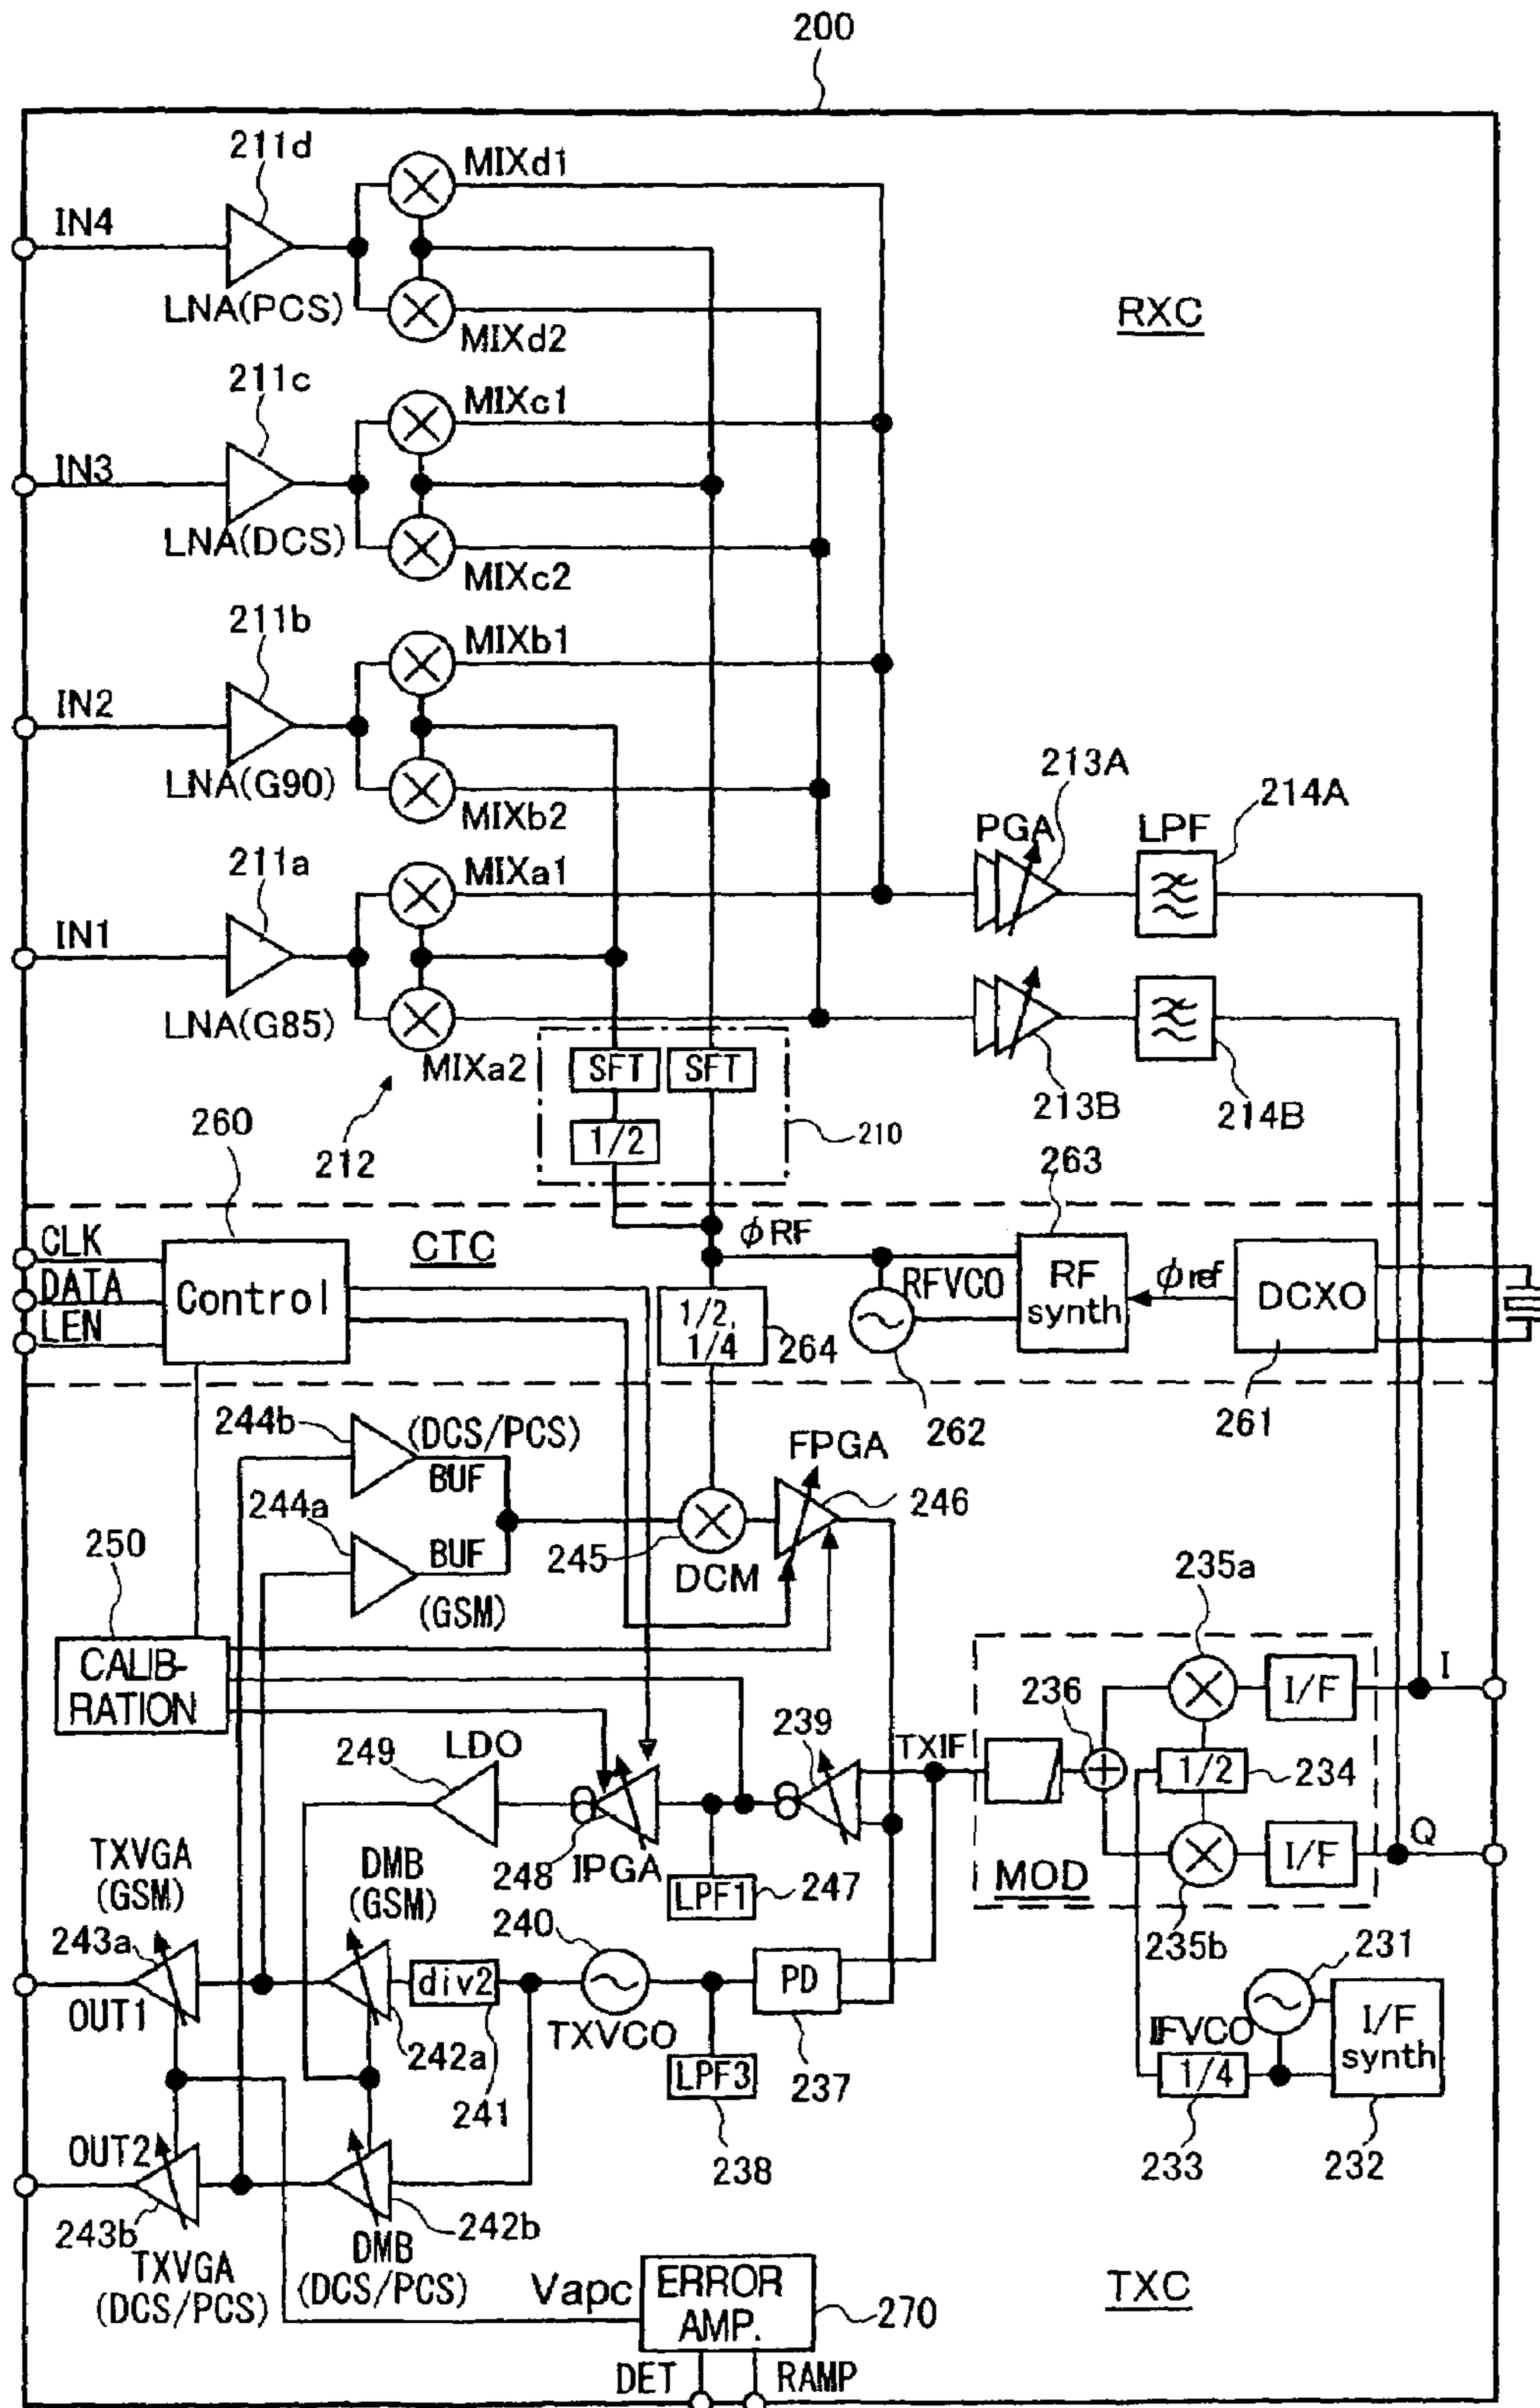 200
211d
MIXd1
IN4
LNA(PCS)
MIXd2
RXC
211c
MIXc1
IN3
LNA(DCS)
MIXc2
211b
MIXb1
IN2
LNA(G90)
MIXb2
213A
PGA
LPF
214A
211a
MIXa1
IN1
LNA(G85)
MIXa2
SFT
SFT
1/2
210
213B
214B
212
260
263
CLK
DATA
LEN
Control
CTC
ϕRF
RFVCO
RF
synth
ϕref
DCXO
1/2,
1/4
264
262
261
244b
(DCS/PCS)
BUF
FPGA
246
244a
BUF
(GSM)
245
DCM
250
CALIB-
RATION
235a
236
I/F
I
249
LDO
239
TXIF
1/2
234
248
IPGA
LPF1
247
MOD
I/F
Q
235b
TXVGA
(GSM)
DMB
(GSM)
243a
240
OUT1
div2
TXVCO
PD
231
IFVCO
I/F
synth
242a
241
LPF3
237
1/4
OUT2
238
233
232
243b
242b
TXVGA
(DCS/PCS)
DMB
(DCS/PCS)
Vapc
ERROR
AMP.
270
TXC
DET
RAMP